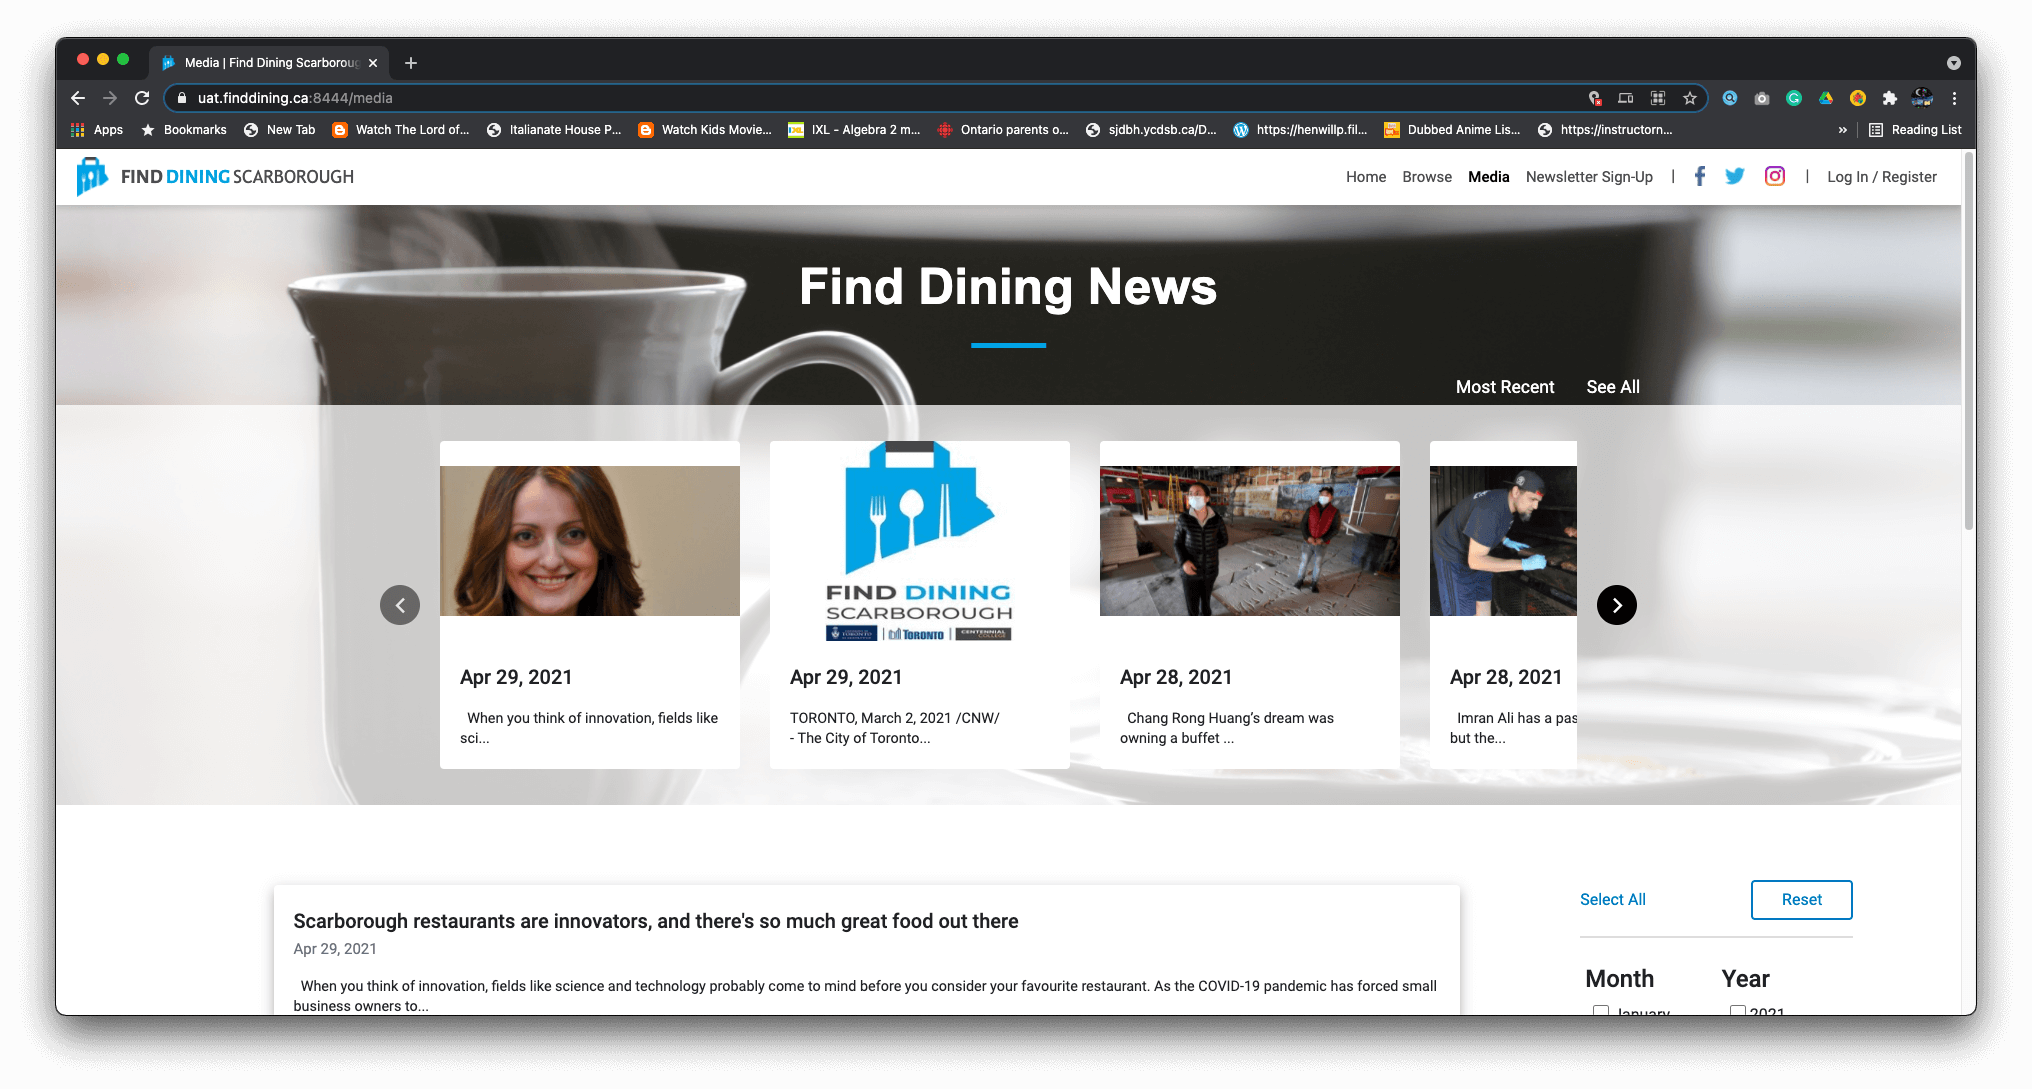 Media | Find Dining Scarboroug
uat.finddining.ca:8444/media
Apps
Bookmarks
New Tab
Watch The Lord of...
Italianate House P...
Watch Kids Movie...
IXL - Algebra 2 m...
Ontario parents o...
sjdbh.ycdsb.ca/D...
https://henwillp.fil...
Dubbed Anime Lis...
https://instructorn...
»
Reading List
FIND DINING SCARBOROUGH
Home
Browse
Media
Newsletter Sign-Up
Log In / Register
Find Dining News
Most Recent
See All
FIND DINING
SCARBOROUGH
TORONTO
CENTENNIAL
COLLEGE
Apr 29, 2021
When you think of innovation, fields like
sci...
Apr 29, 2021
TORONTO, March 2, 2021 /CNW/
- The City of Toronto...
Apr 28, 2021
Chang Rong Huang’s dream was
owning a buffet ...
Apr 28, 2021
Imran Ali has a pas
but the...
Scarborough restaurants are innovators, and there's so much great food out there
Apr 29, 2021
When you think of innovation, fields like science and technology probably come to mind before you consider your favourite restaurant. As the COVID-19 pandemic has forced small
business owners to...
Select All
Reset
Month
Year
January
2021